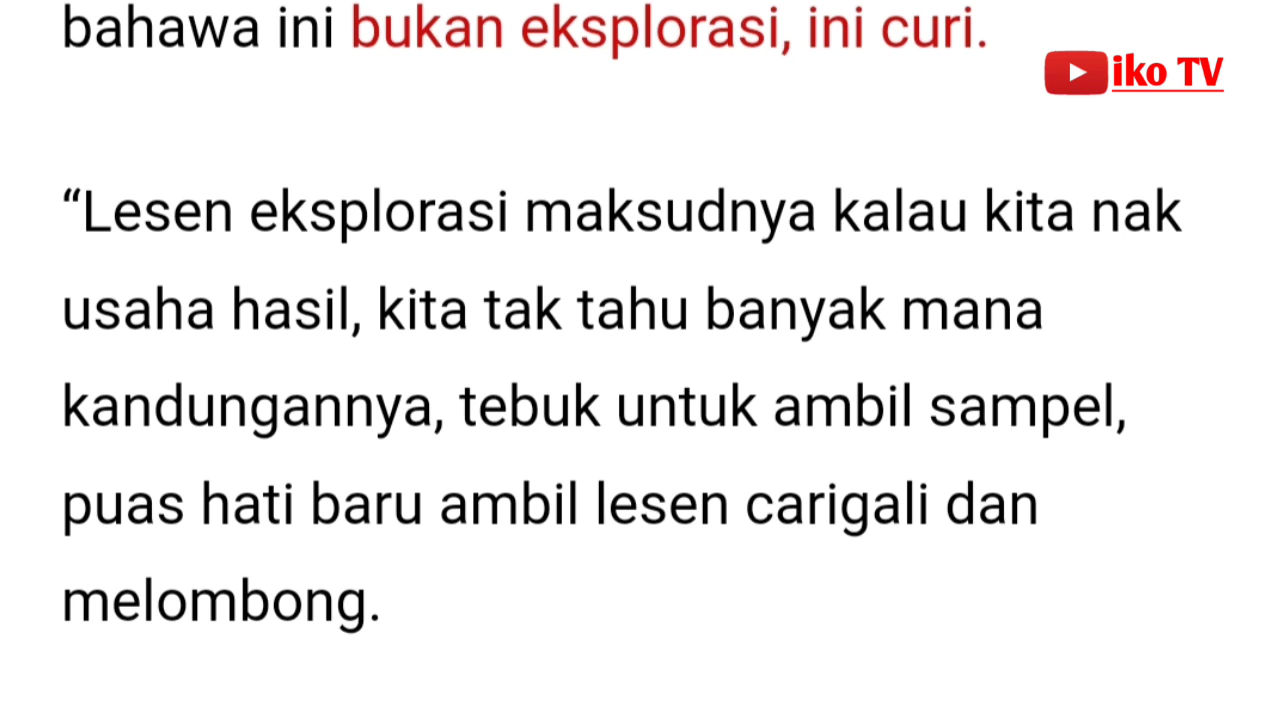 bahawa ini bukan eksplorasi, ini curi.
iko TV
“Lesen eksplorasi maksudnya kalau kita nak
usaha hasil, kita tak tahu banyak mana
kandungannya, tebuk untuk ambil sampel,
puas hati baru ambil lesen carigali dan
melombong.